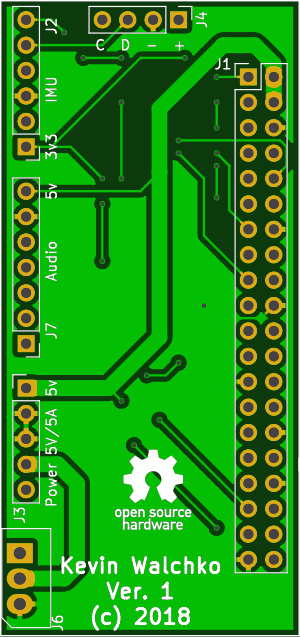 J2
J4
C D - +
J1
IMU
3v3
5v
Audio
J7
5v
Power 5V/5A
J3
open source
hardware
Kevin Walchko
Ver. 1
(c) 2018
J6